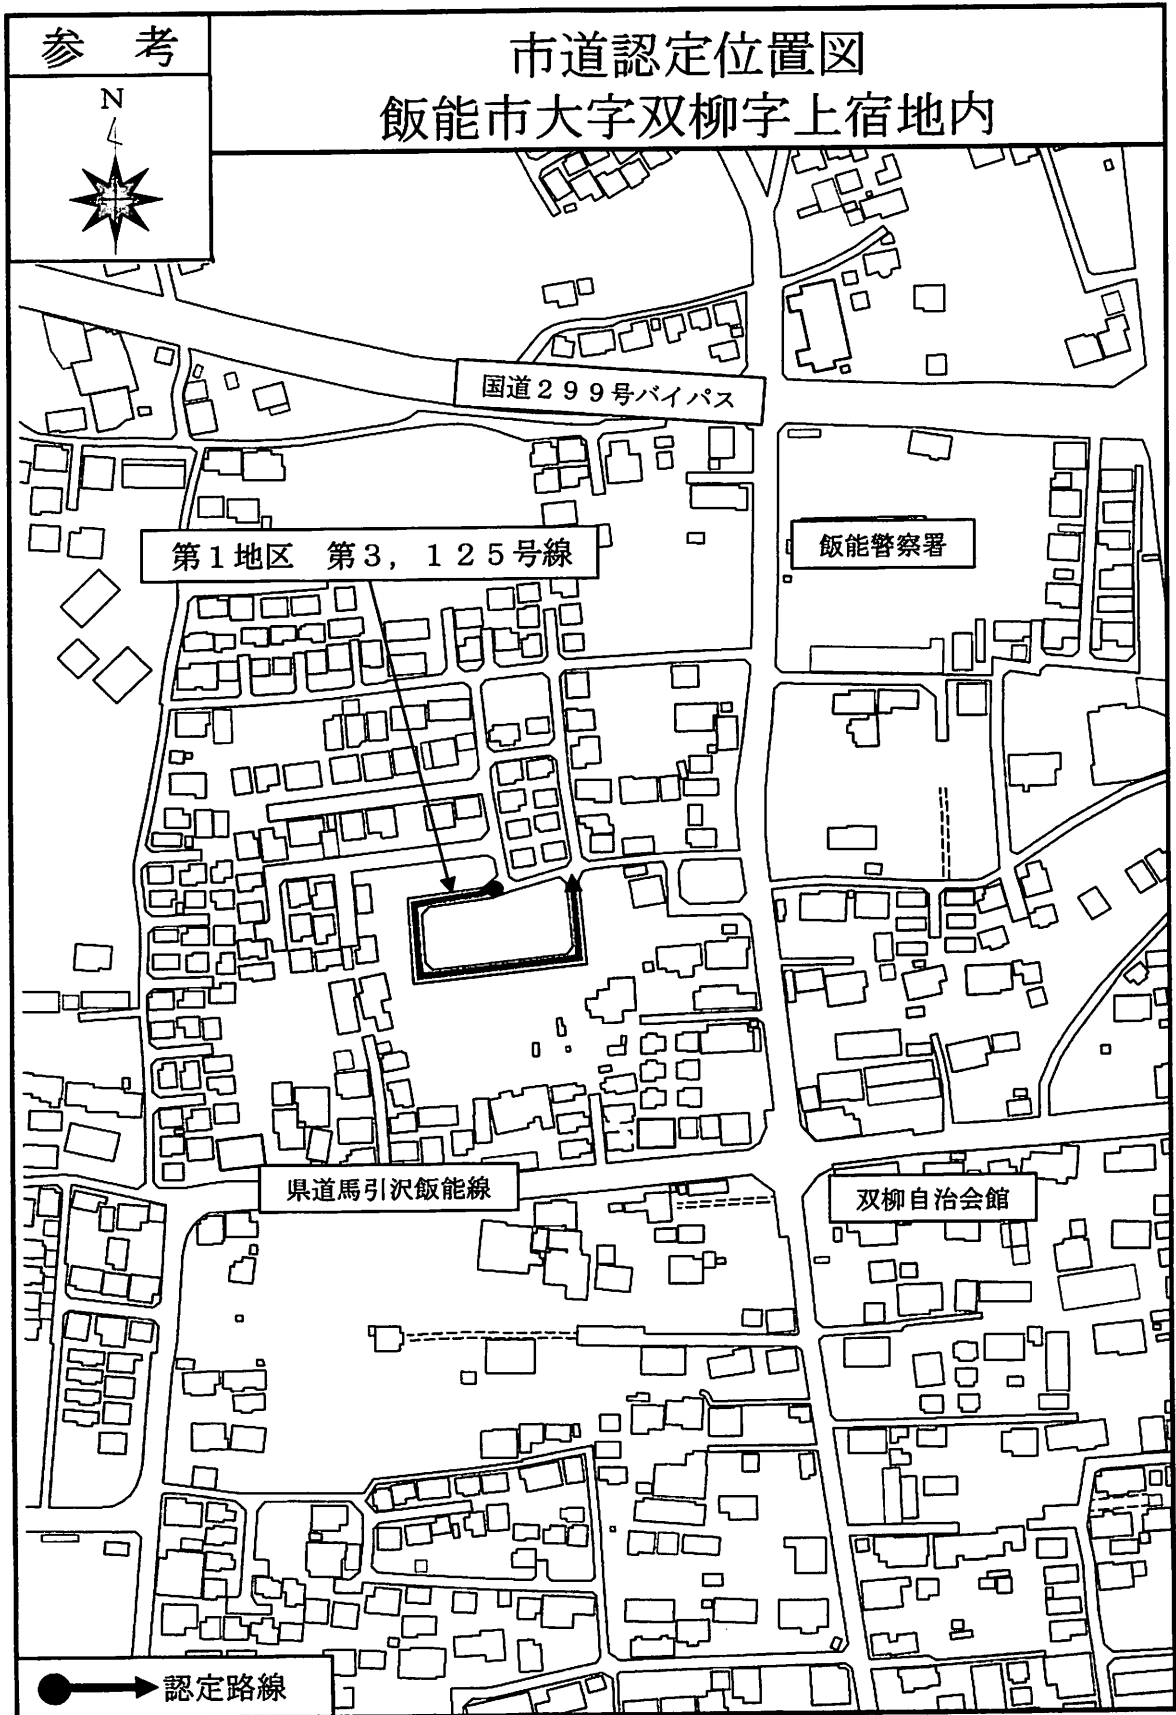 参 考
市道認定位置図
飯能市大字双柳字上宿地内
N
国道299号バイパス
第1地区 第3,125号線
飯能警察署
県道馬引沢飯能線
双柳自治会館
認定路線